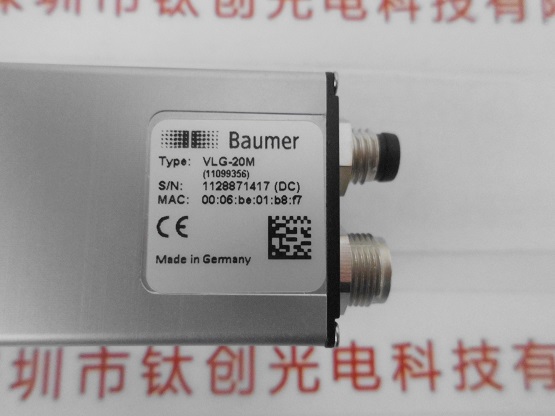 深圳市钛创光电科技有限
Baumer
Type: VLG-20M
(11099356)
S/N: 1128871417 (DC)
MAC: 00:06:be:01:b8:f7
CE
Made in Germany
深圳市钛创光电科技有